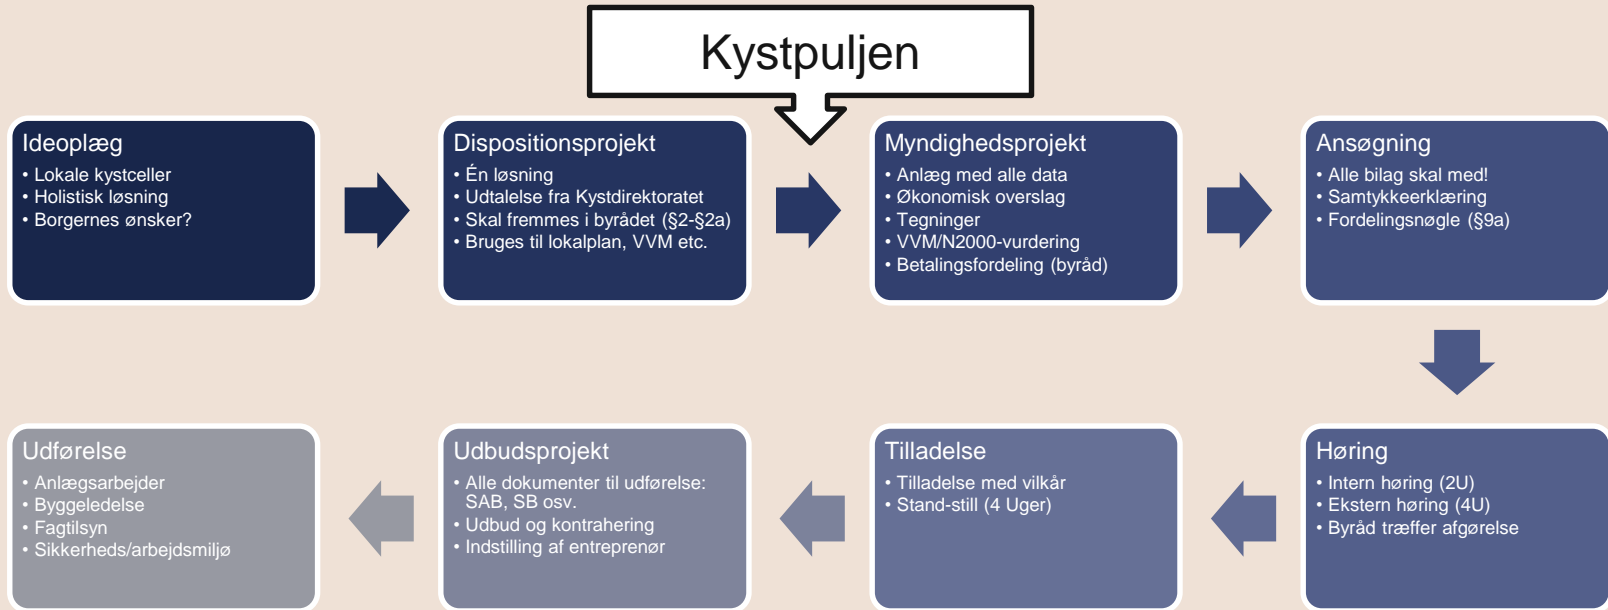 Kystpuljen
Ideoplæg
• Lokale kystceller
• Holistisk løsning
• Borgernes ønsker?
Dispositionsprojekt
• Én løsning
• Udtalelse fra Kystdirektoratet
• Skal fremmes i byrådet (§2-§2a)
• Bruges til lokalplan, VVM etc.
Myndighedsprojekt
• Anlæg med alle data
• Økonomisk overslag
• Tegninger
• VVM/N2000-vurdering
• Betalingsfordeling (byråd)
Ansøgning
• Alle bilag skal med!
• Samtykkeerklæring
• Fordelingsnøgle (§9a)
Høring
• Intern høring (2U)
• Ekstern høring (4U)
• Byråd træffer afgørelse
Tilladelse
• Tilladelse med vilkår
• Stand-still (4 Uger)
Udbudsprojekt
• Alle dokumenter til udførelse:
SAB, SB osv.
• Udbud og kontrahering
• Indstilling af entreprenør
Udførelse
• Anlægsarbejder
• Byggeledelse
• Fagtilsyn
• Sikkerheds/arbejdsmiljø